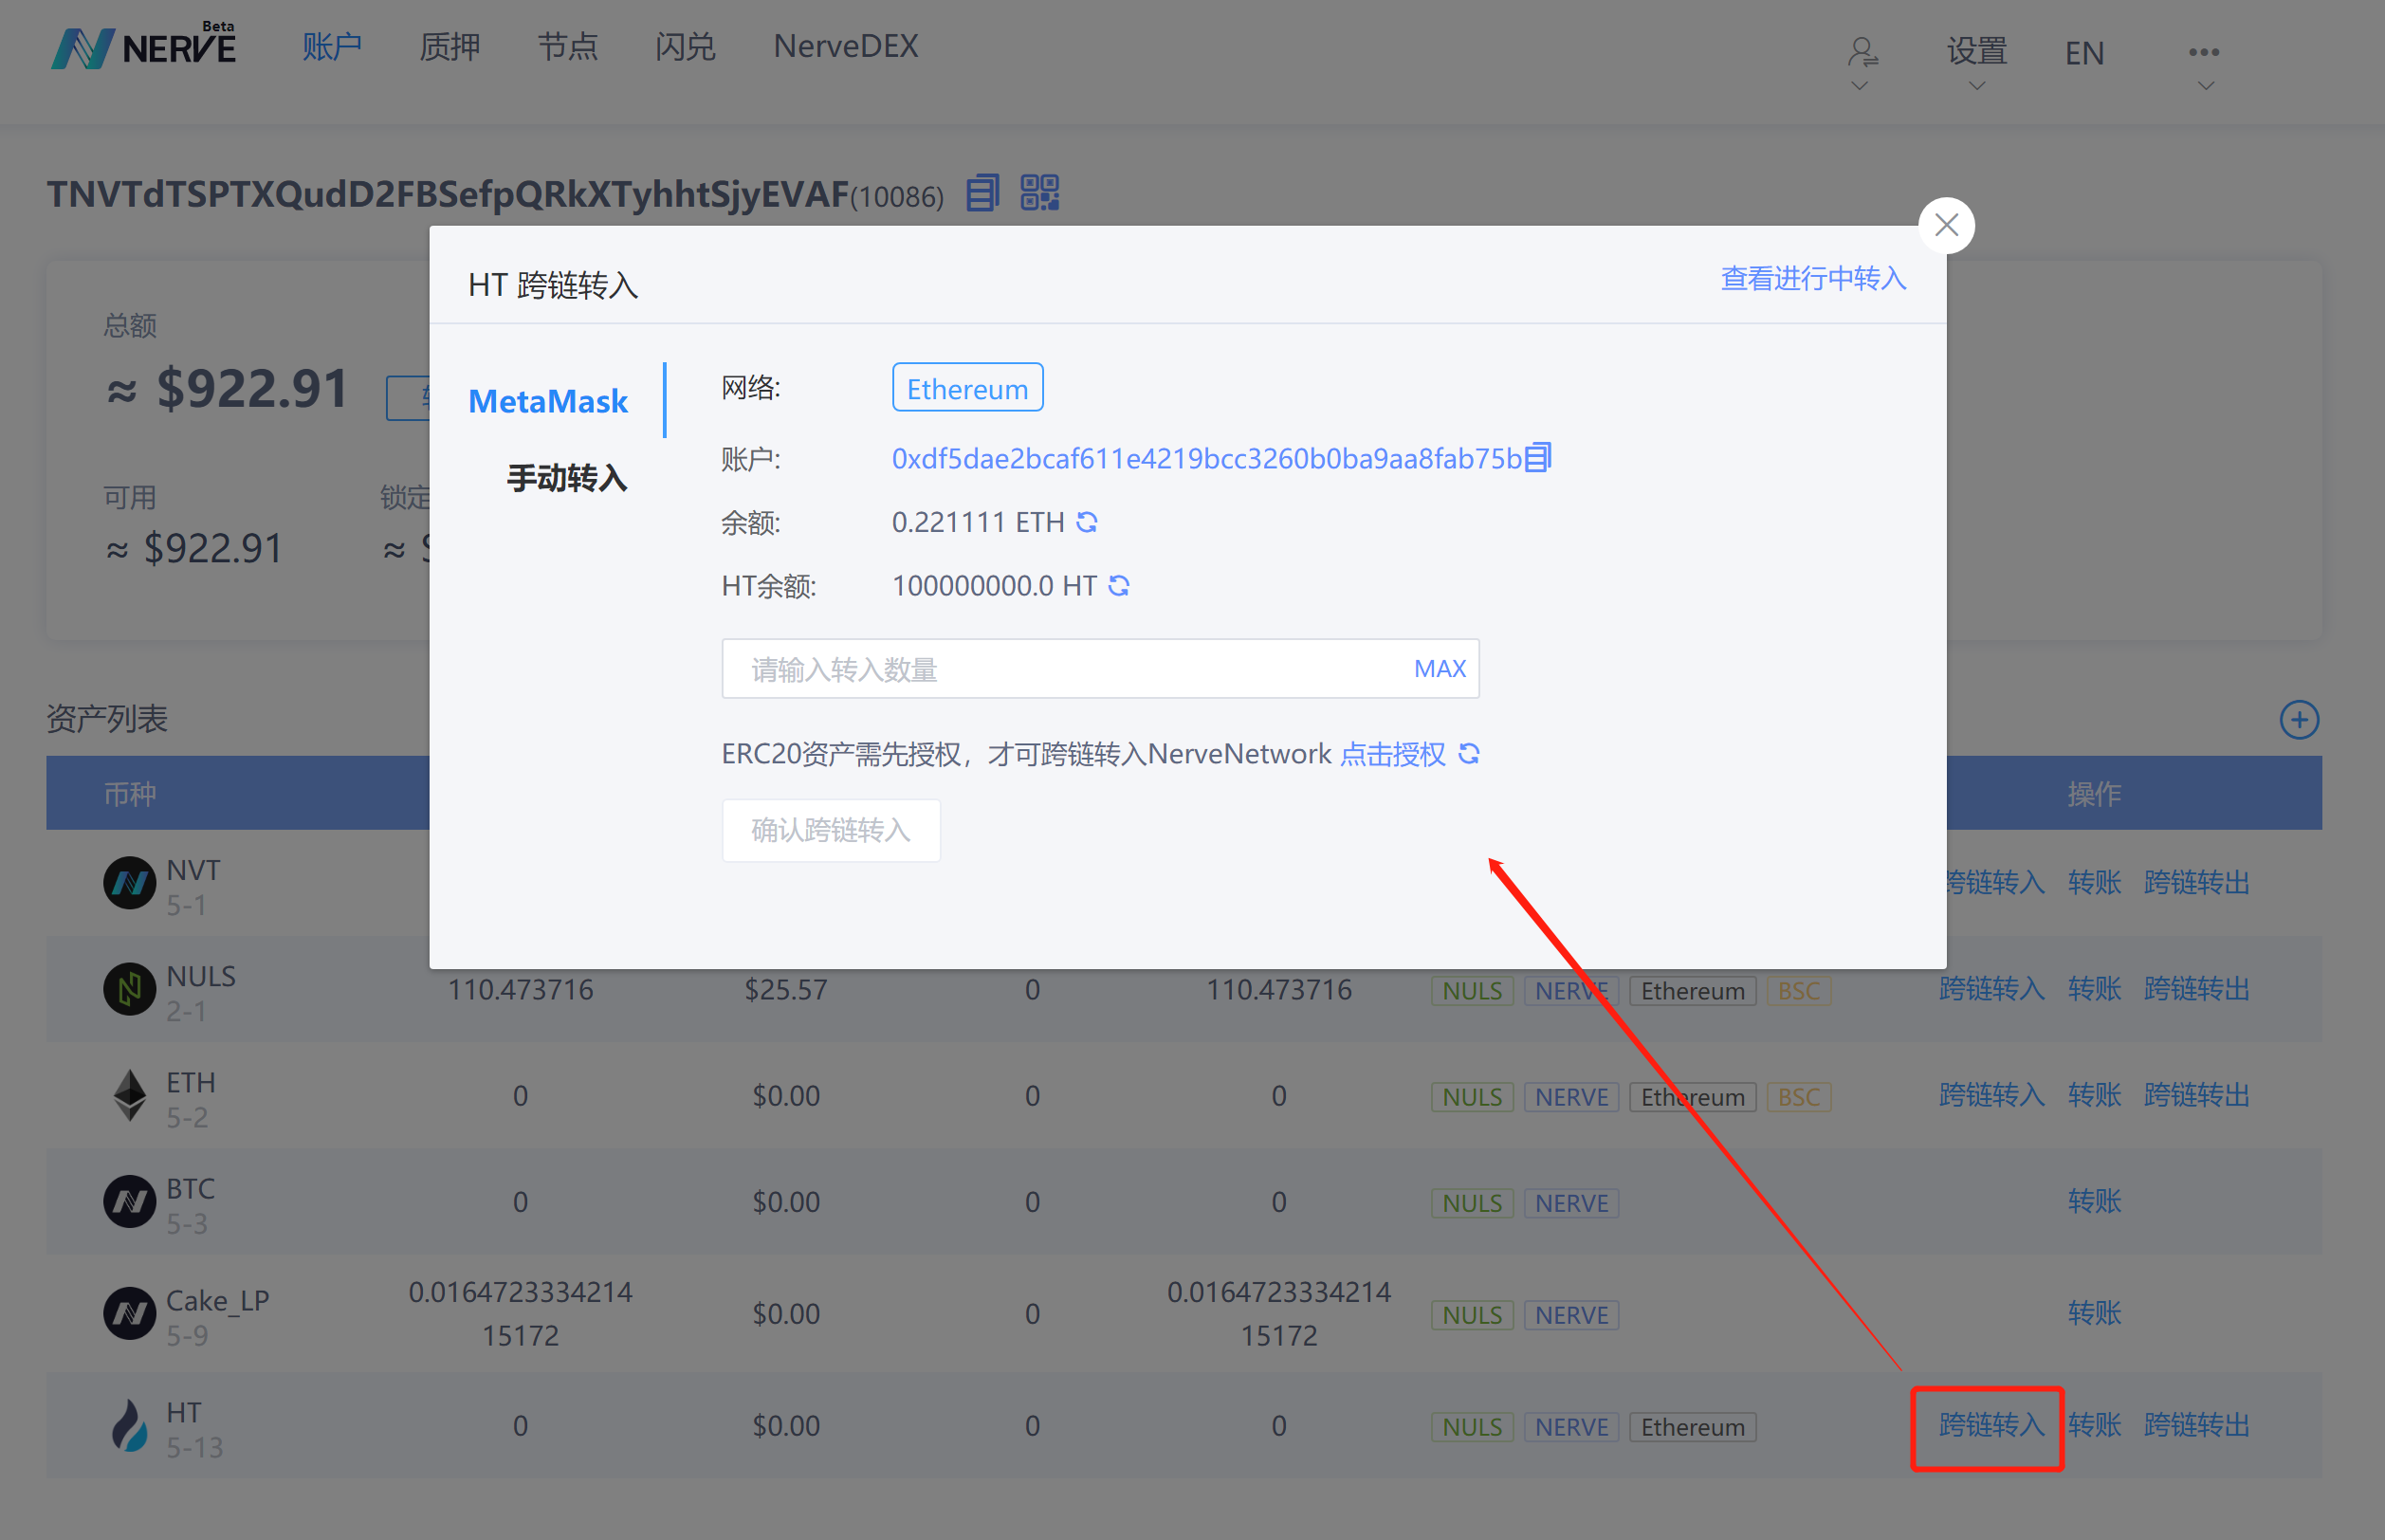 NERVE Beta
账户 质押 节点 闪兑 NerveDEX 设置 EN
TNVTdTSPTXQudD2FBSefpQRkXTyhhtSjyEVAF(10086)
总额
≈ $922.91
可用 锁定
≈ $922.91 ≈
HT 跨链转入 查看进行中转入
MetaMask
手动转入
网络: Ethereum
账户: 0xdf5dae2bcaf611e4219bcc3260b0ba9aa8fab75b
余额: 0.221111 ETH
HT余额: 100000000.0 HT
请输入转入数量 MAX
ERC20资产需先授权，才可跨链转入NerveNetwork 点击授权
确认跨链转入
资产列表
币种 操作
NVT 跨链转入 转账 跨链转出
5-1
NULS 110.473716 $25.57 0 110.473716 NULS NERVE Ethereum BSC 跨链转入 转账 跨链转出
2-1
ETH 0 $0.00 0 0 NULS NERVE Ethereum BSC 跨链转入 转账 跨链转出
5-2
BTC 0 $0.00 0 0 NULS NERVE 转账
5-3
Cake_LP 0.016472333421415172 $0.00 0 0.016472333421415172 NULS NERVE 转账
5-9
HT 0 $0.00 0 0 NULS NERVE Ethereum 跨链转入 转账 跨链转出
5-13